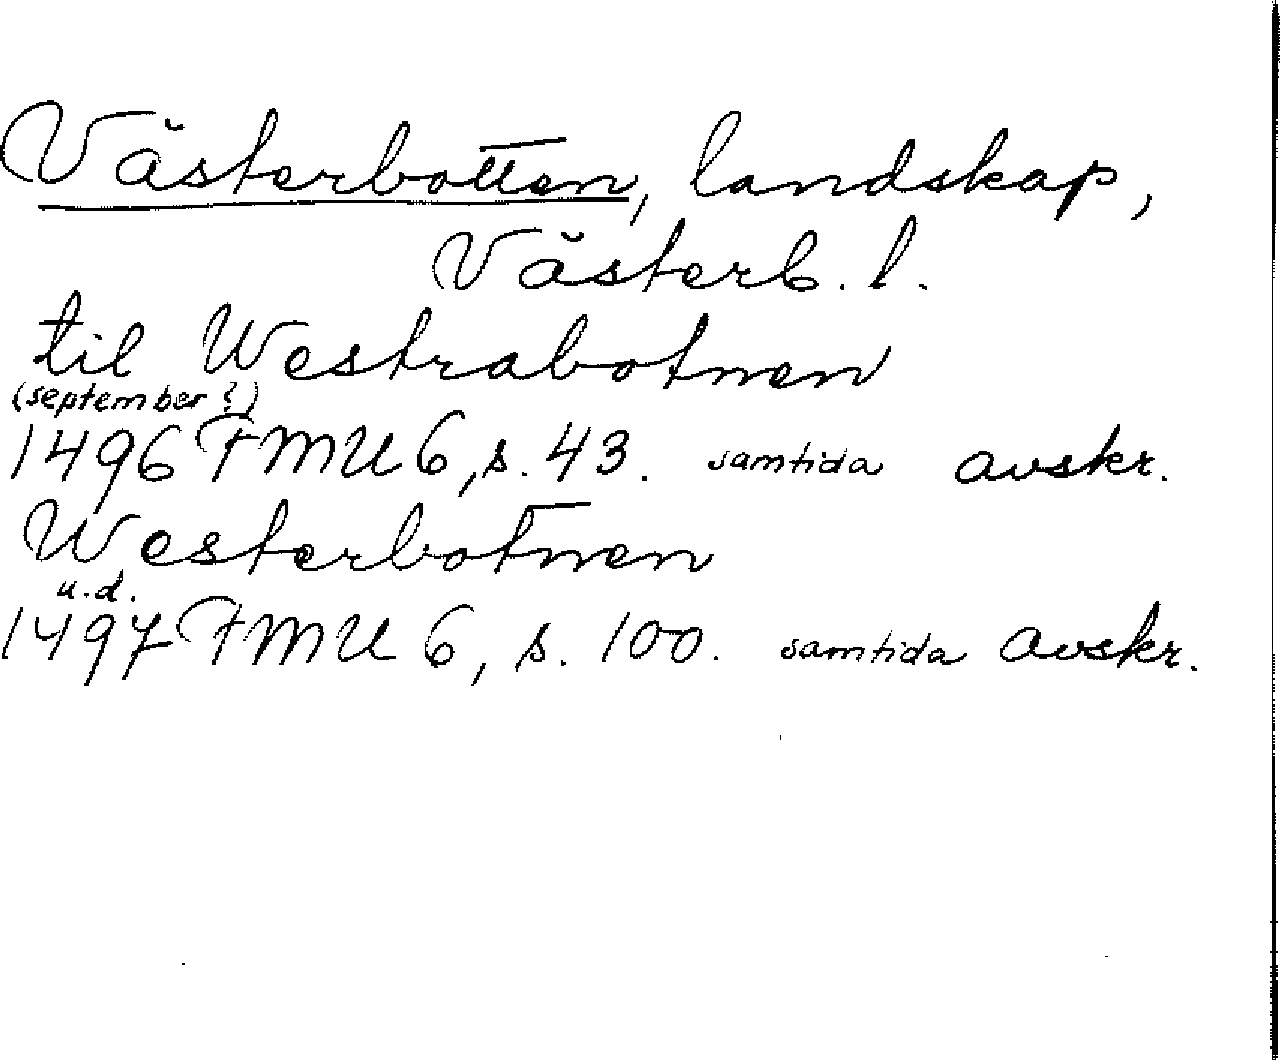 Västerbotten, landskap,
Västerb. l.
til Westrabotnen
(september?)
1496 FMU 6, s. 43. samtida avskr.
Westerbotnen
u.d.
1497 FMU 6, s. 100. samtida avskr.